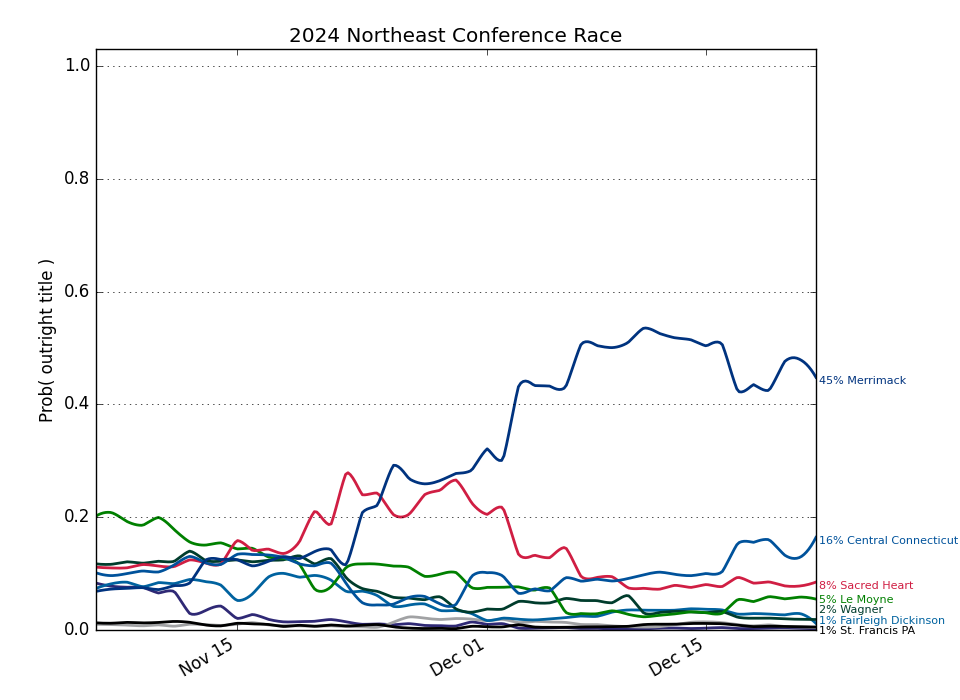 2024 Northeast Conference Race
Prob( outright title )
1.0
0.8
0.6
0.4
0.2
0.0
Nov 15
Dec 01
Dec 15
45% Merrimack
16% Central Connecticut
8% Sacred Heart
5% Le Moyne
2% Wagner
1% Fairleigh Dickinson
1% St. Francis PA